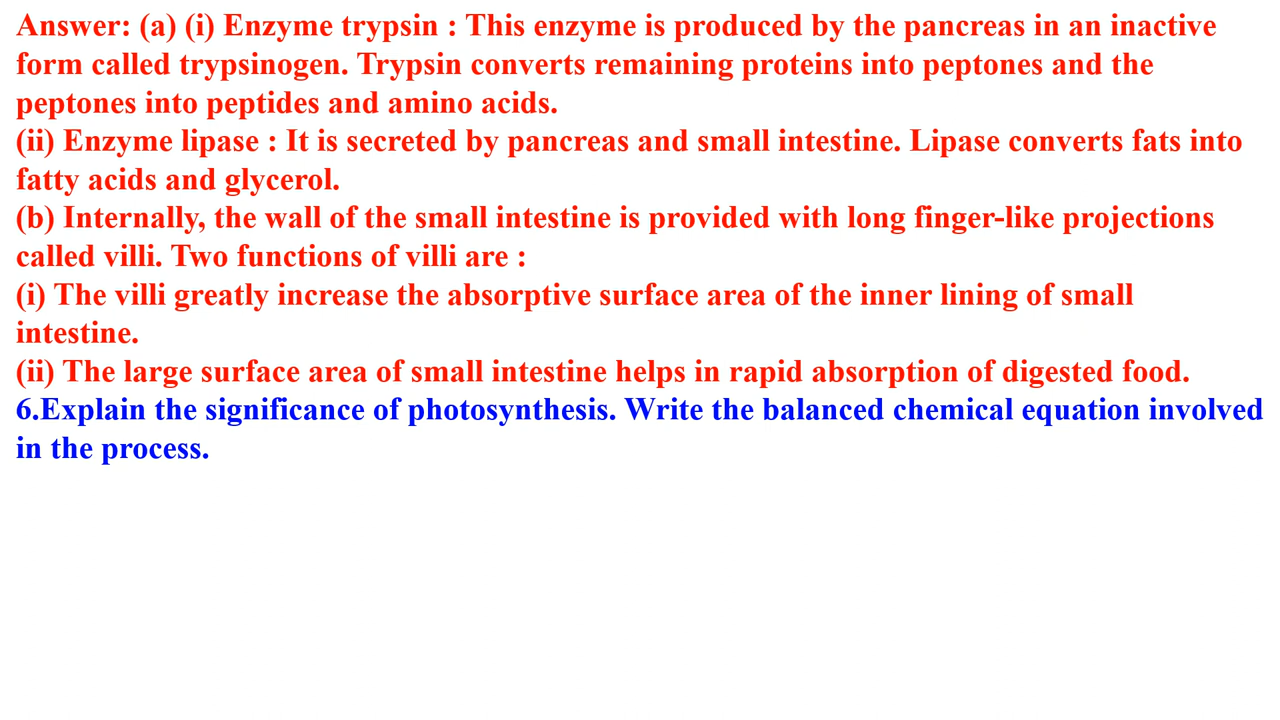 Answer: (a) (i) Enzyme trypsin : This enzyme is produced by the pancreas in an inactive
form called trypsinogen. Trypsin converts remaining proteins into peptones and the
peptones into peptides and amino acids.
(ii) Enzyme lipase : It is secreted by pancreas and small intestine. Lipase converts fats into
fatty acids and glycerol.
(b) Internally, the wall of the small intestine is provided with long finger-like projections
called villi. Two functions of villi are :
(i) The villi greatly increase the absorptive surface area of the inner lining of small
intestine.
(ii) The large surface area of small intestine helps in rapid absorption of digested food.
6.Explain the significance of photosynthesis. Write the balanced chemical equation involved
in the process.